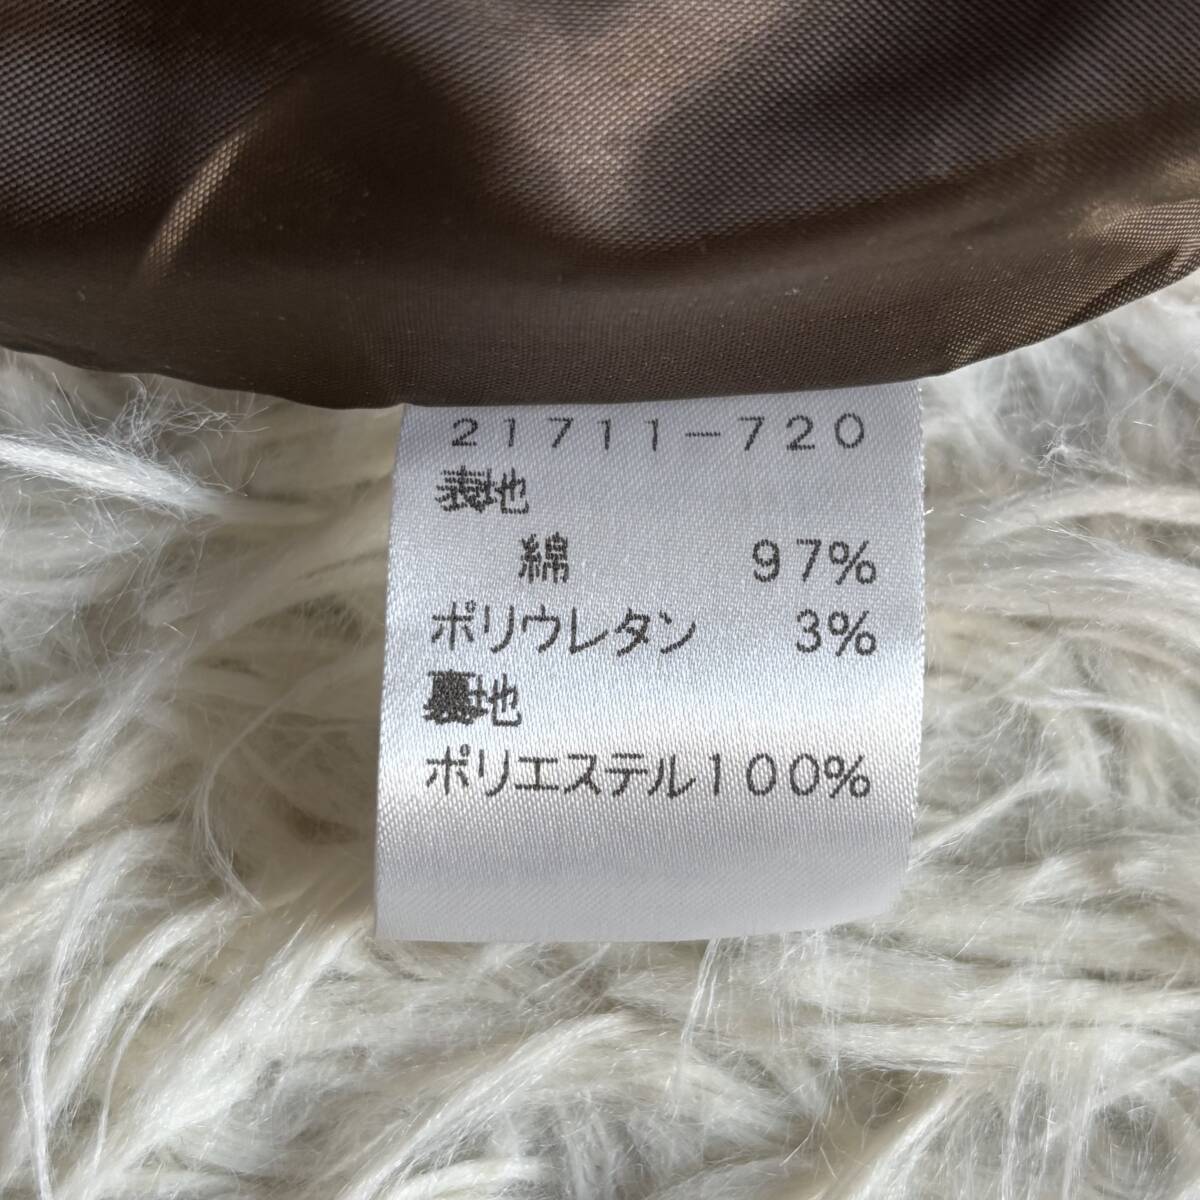 21711-720
表地
綿 97%
ポリウレタン 3%
裏地
ポリエステル100%